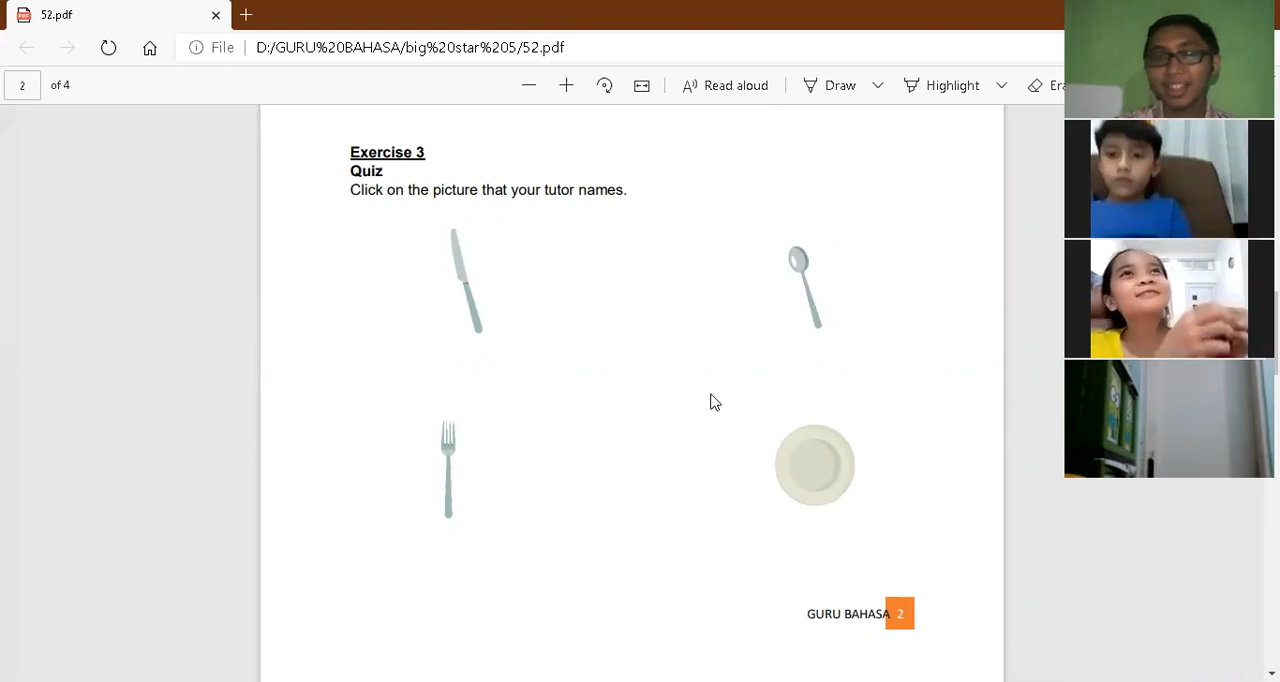 52.pdf
File D:/GURU%20BAHASA/big%20star%205/52.pdf
2 of 4 Read aloud Draw Highlight
Exercise 3
Quiz
Click on the picture that your tutor names.
GURU BAHASA 2